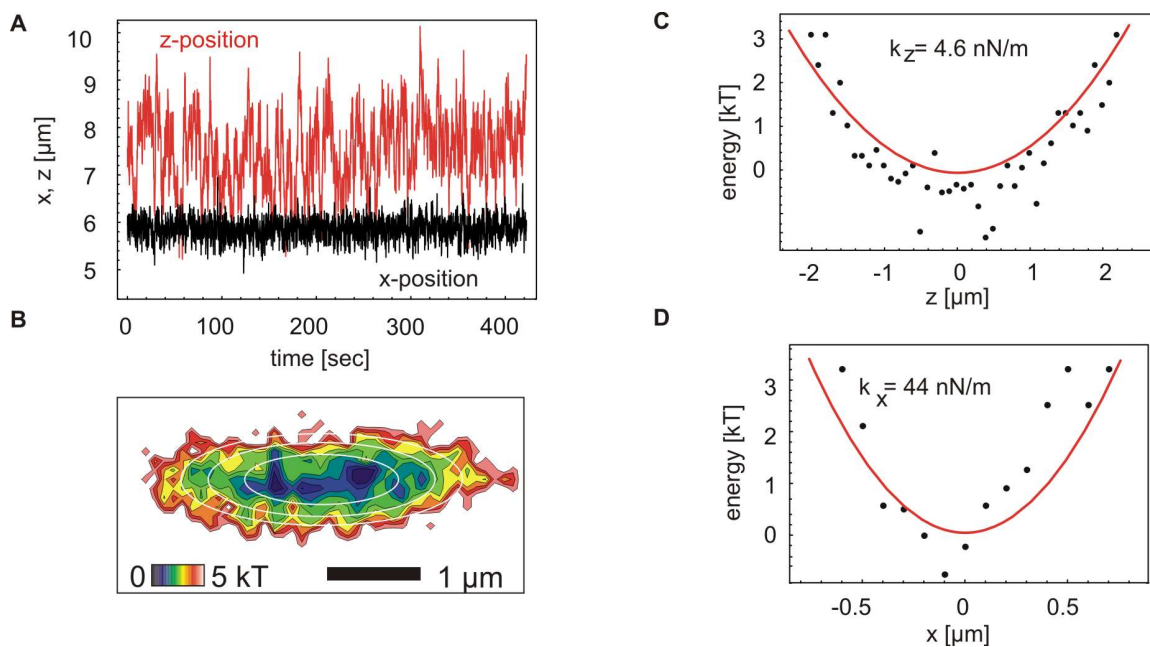 A
z-position
10
9
8
7
6
5
x, z [µm]
x-position
0
100
200
300
400
time [sec]
B
0
5 kT
1 µm
C
k z = 4.6 nN/m
3
2
1
0
energy [kT]
-2
-1
0
1
2
z [µm]
D
k x = 44 nN/m
3
2
1
0
energy [kT]
-0.5
0
0.5
x [µm]